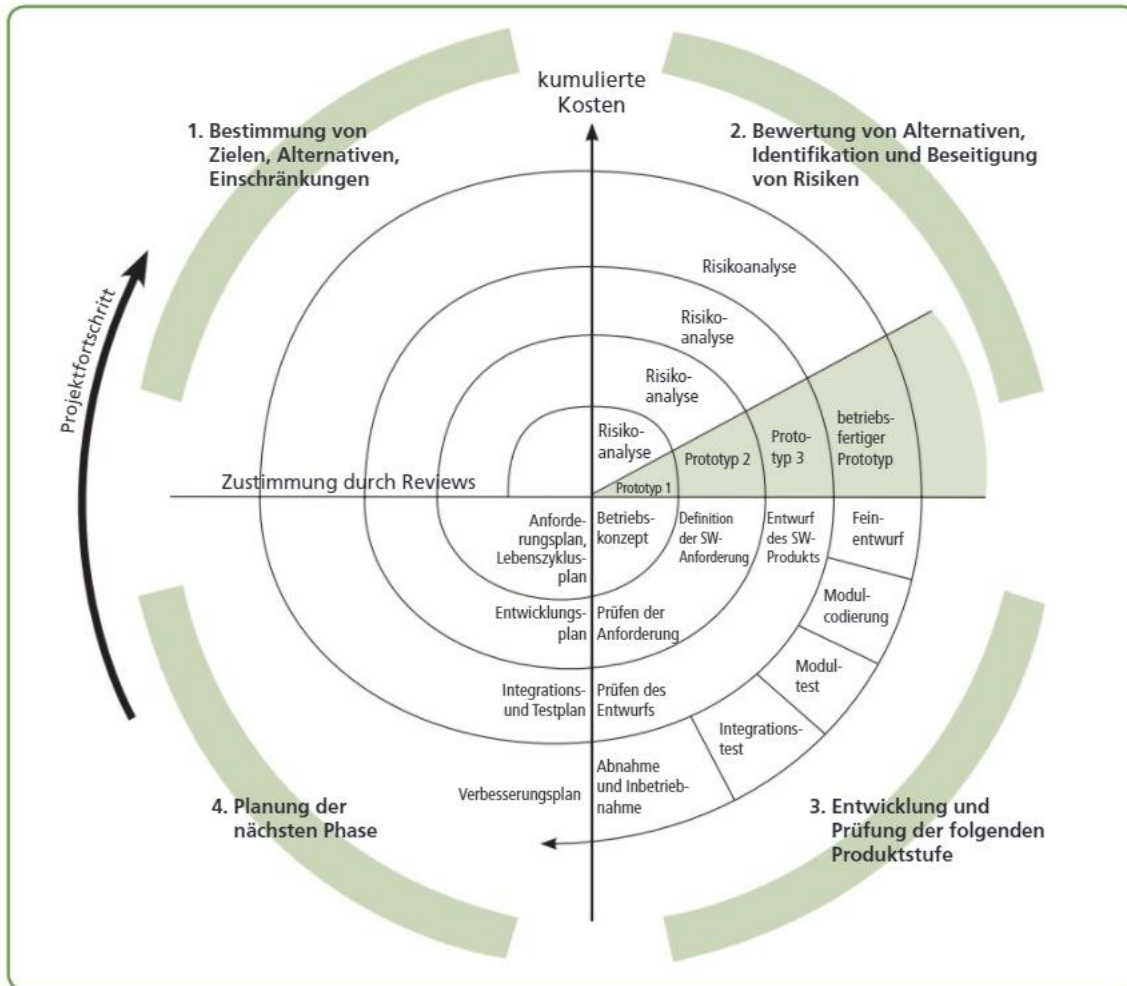 kumulierte
Kosten
1. Bestimmung von
Zielen, Alternativen,
Einschränkungen
2. Bewertung von Alternativen,
Identifikation und Beseitigung
von Risiken
Projektfortschritt
Risikoanalyse
Risiko-
analyse
Risiko-
analyse
Risiko-
analyse
Prototyp 1
Prototyp 2
Proto-
typ 3
betriebs-
fertiger
Prototyp
Zustimmung durch Reviews
Anforde-
rungsplan,
Lebenszyklus-
plan
Betriebs-
konzept
Definition
der SW-
Anforderung
Entwurf
des SW-
Produkts
Fein-
entwurf
Modul-
codierung
Modul-
test
Integrations-
test
Entwicklungs-
plan
Prüfen der
Anforderung
Integrations-
und Testplan
Prüfen des
Entwurfs
Verbesserungsplan
Abnahme
und Inbetrieb-
nahme
4. Planung der
nächsten Phase
3. Entwicklung und
Prüfung der folgenden
Produktstufe